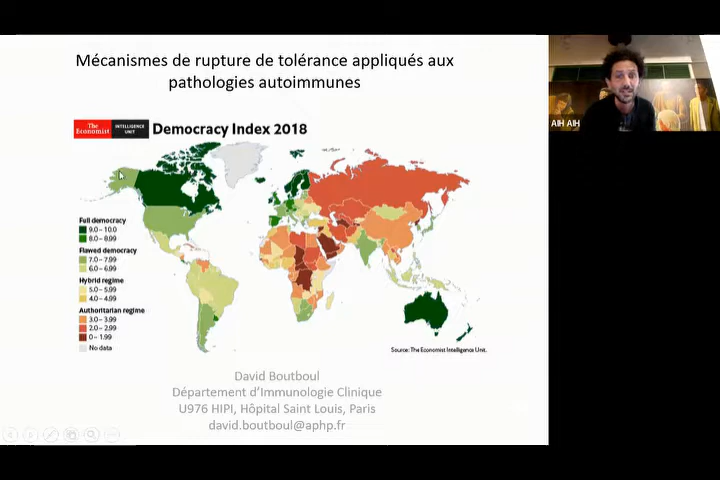 Mécanismes de rupture de tolérance appliqués aux
pathologies autoimmunes
The Economist
INTELLIGENCE UNIT
Democracy Index 2018
Full democracy
9.0 – 10.0
8.0 – 8.99
Flawed democracy
7.0 – 7.99
6.0 – 6.99
Hybrid regime
5.0 – 5.99
4.0 – 4.99
Authoritarian regime
3.0 – 3.99
2.0 – 2.99
0 – 1.99
No data
Source: The Economist Intelligence Unit.
David Boutboul
Département d'Immunologie Clinique
U976 HIPI, Hôpital Saint Louis, Paris
david.boutboul@aphp.fr
AIH AIH